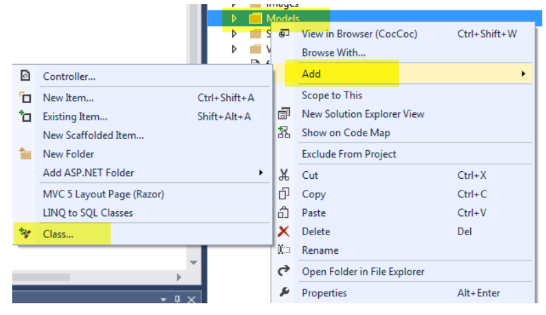 Images
Models
S
V
View in Browser (CocCoc) Ctrl+Shift+W
Browse With...
Add
Scope to This
New Solution Explorer View
Show on Code Map
Exclude From Project
Cut Ctrl+X
Copy Ctrl+C
Paste Ctrl+V
Delete Del
Rename
Open Folder in File Explorer
Properties Alt+Enter
Controller...
New Item... Ctrl+Shift+A
Existing Item... Shift+Alt+A
New Scaffolded Item...
New Folder
Add ASP.NET Folder
MVC 5 Layout Page (Razor)
LINQ to SQL Classes
Class...